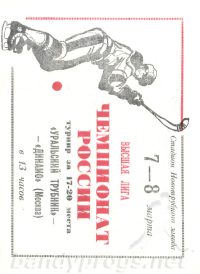 Стадион Новотрубного завода
7—8 марта
ВЫСШАЯ ЛИГА
ЧЕМПИОНАТ
РОССИИ
Турнир за 17-20 места
«УРАЛЬСКИЙ ТРУБНИК» —
— «ДИНАМО» (Москва)
в 13 часов